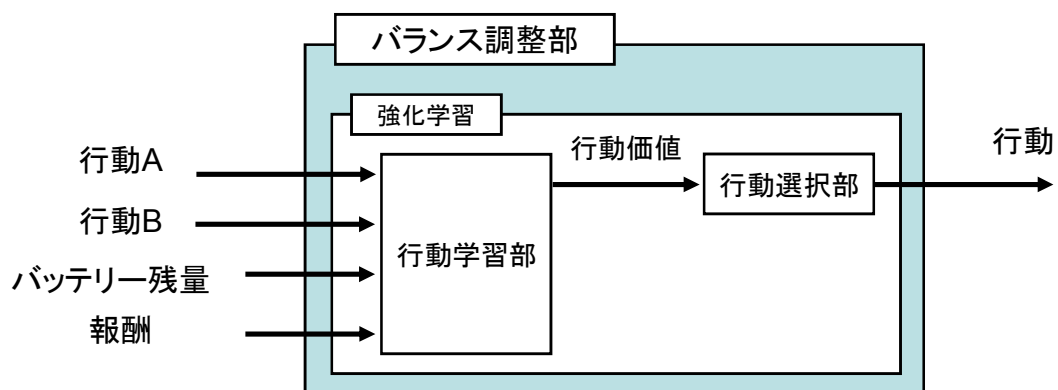 バランス調整部
強化学習
行動A
行動B
バッテリー残量
報酬
行動学習部
行動価値
行動選択部
行動